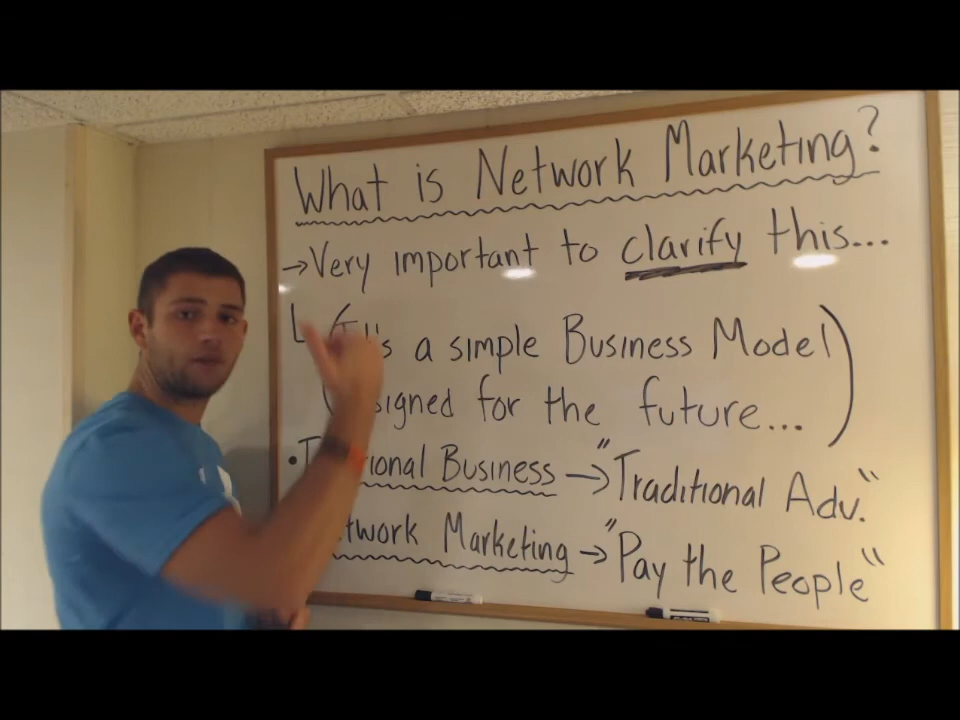 What is Network Marketing?
→Very important to clarify this...
a simple Business Model
for the future...
Business → "Traditional Adv."
Marketing → "Pay the People"